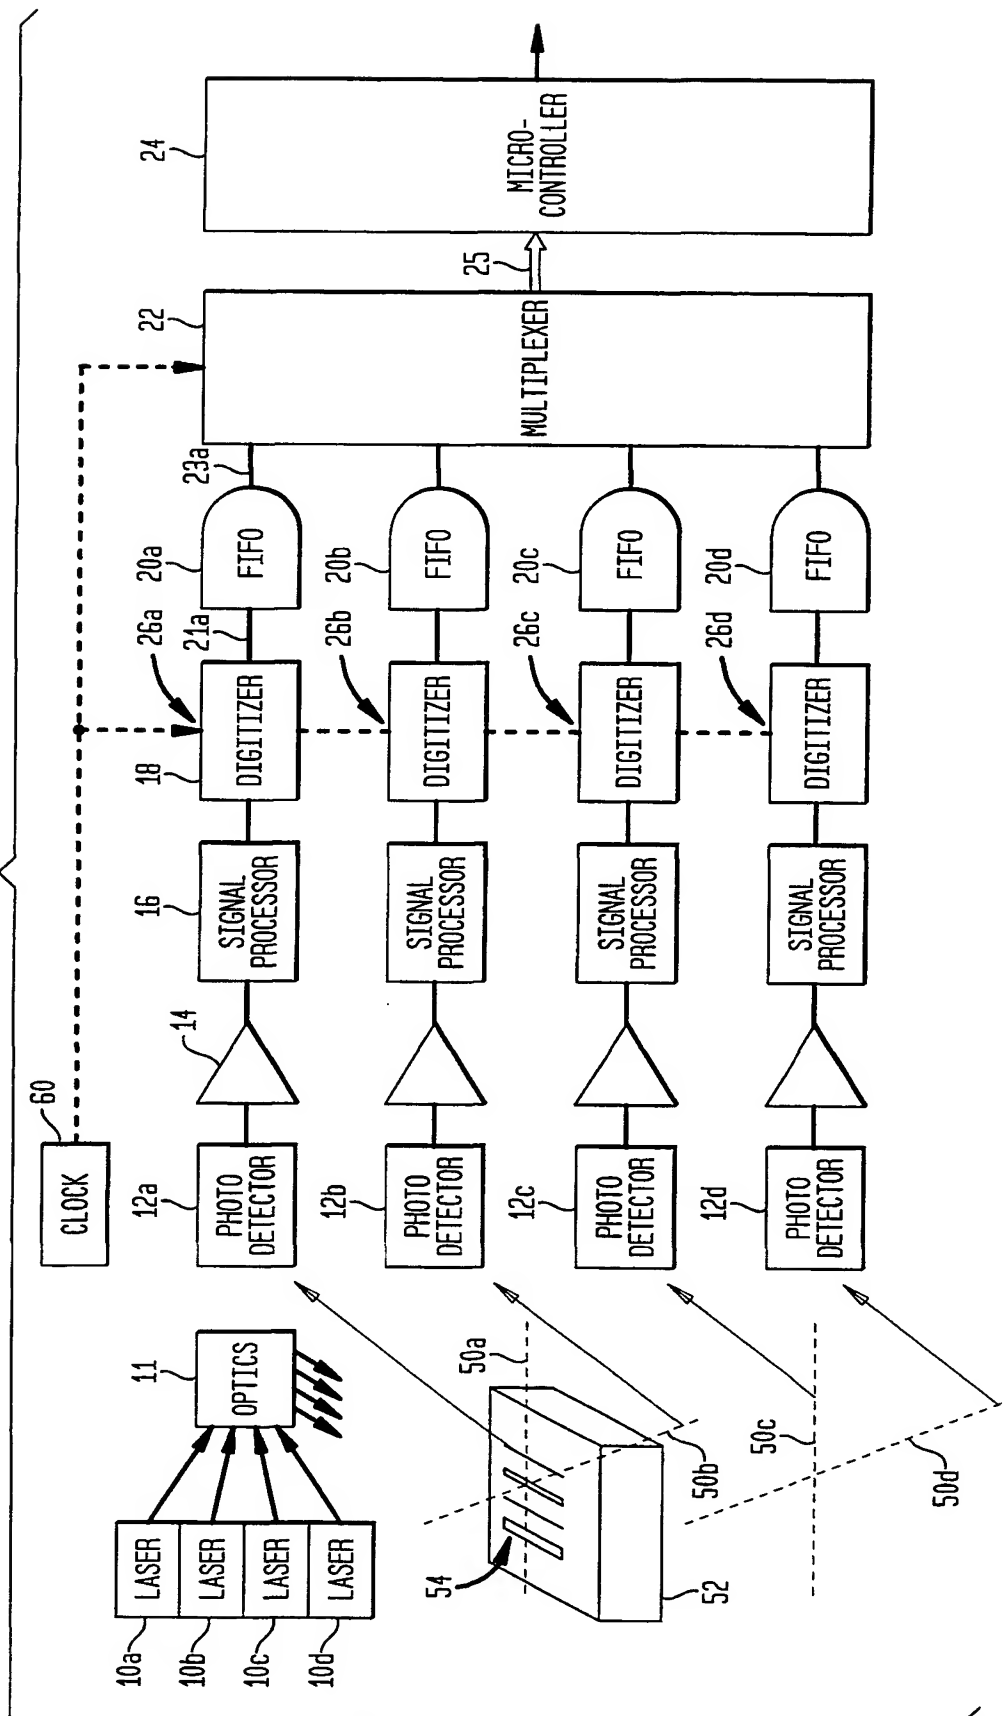 CLOCK
60
10a
LASER
10b
LASER
10c
LASER
10d
LASER
11
OPTICS
54
52
50a
50b
50c
50d
12a
PHOTO
DETECTOR
14
16
SIGNAL
PROCESSOR
18
DIGITIZER
26a
21a
20a
FIFO
23a
12b
PHOTO
DETECTOR
SIGNAL
PROCESSOR
DIGITIZER
26b
20b
FIFO
12c
PHOTO
DETECTOR
SIGNAL
PROCESSOR
DIGITIZER
26c
20c
FIFO
12d
PHOTO
DETECTOR
SIGNAL
PROCESSOR
DIGITIZER
26d
20d
FIFO
22
MULTIPLEXER
25
24
MICRO-
CONTROLLER